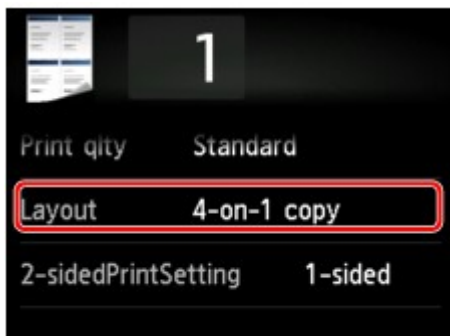 1
Print qlty Standard
Layout 4-on-1 copy
2-sidedPrintSetting 1-sided